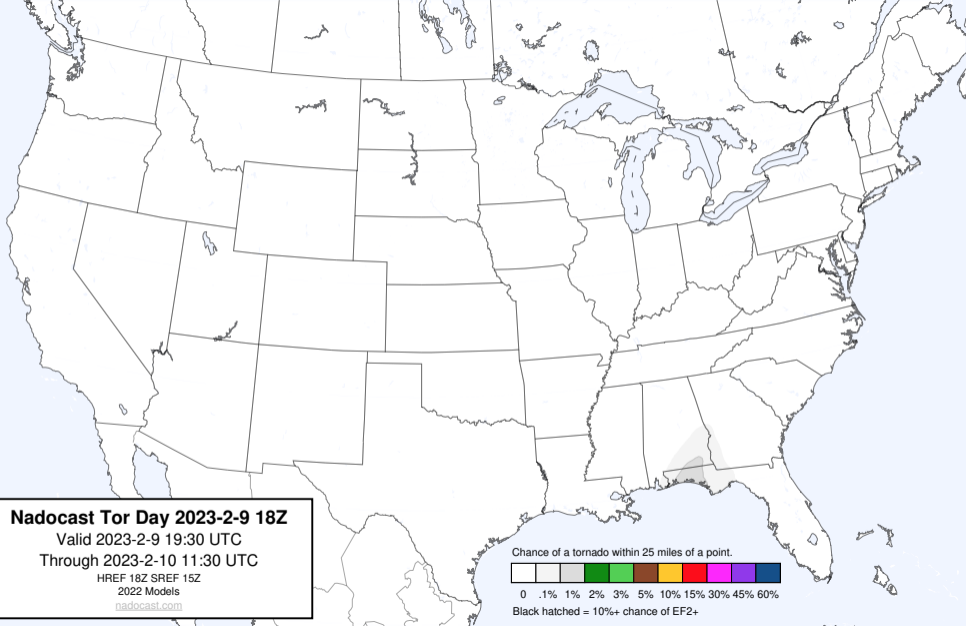 Nadocast Tor Day 2023-2-9 18Z
Valid 2023-2-9 19:30 UTC
Through 2023-2-10 11:30 UTC
HREF 18Z SREF 15Z
2022 Models
nadocast.com
Chance of a tornado within 25 miles of a point.
0 .1% 1% 2% 3% 5% 10% 15% 30% 45% 60%
Black hatched = 10%+ chance of EF2+